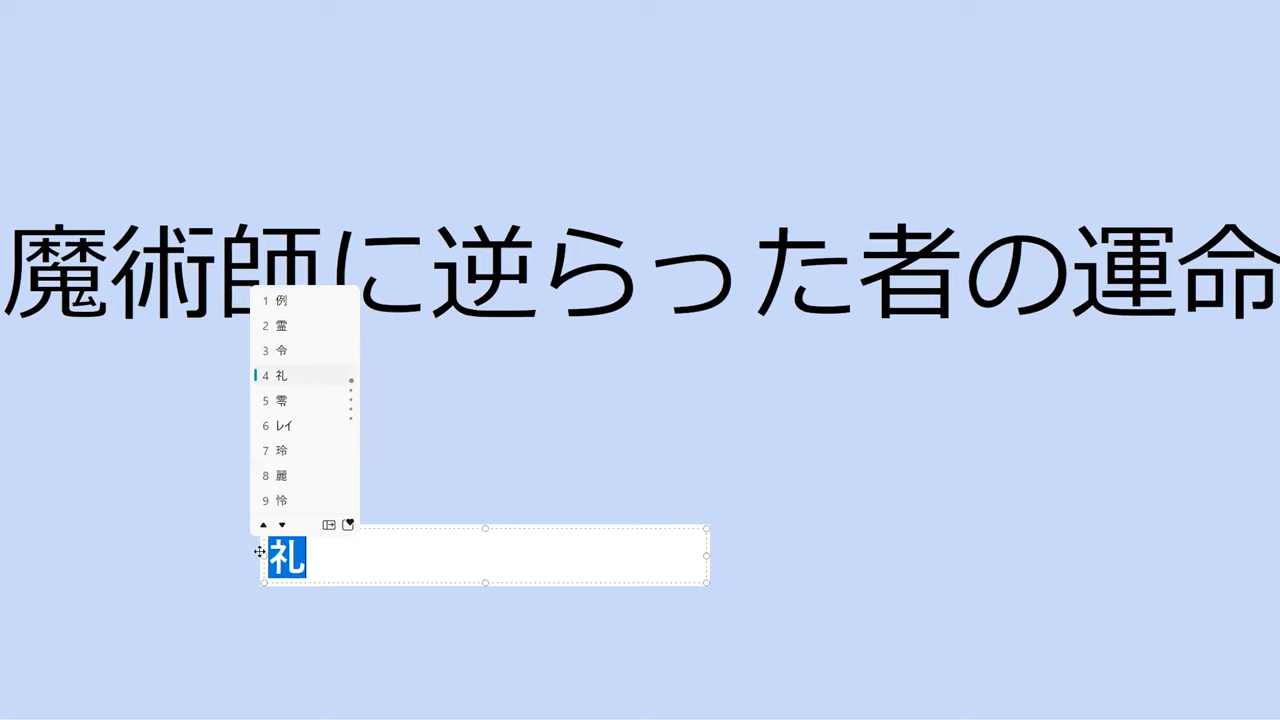 魔術師に逆らった者の運命
1 例
2 霊
3 令
4 礼
5 零
6 レイ
7 玲
8 麗
9 怜
礼